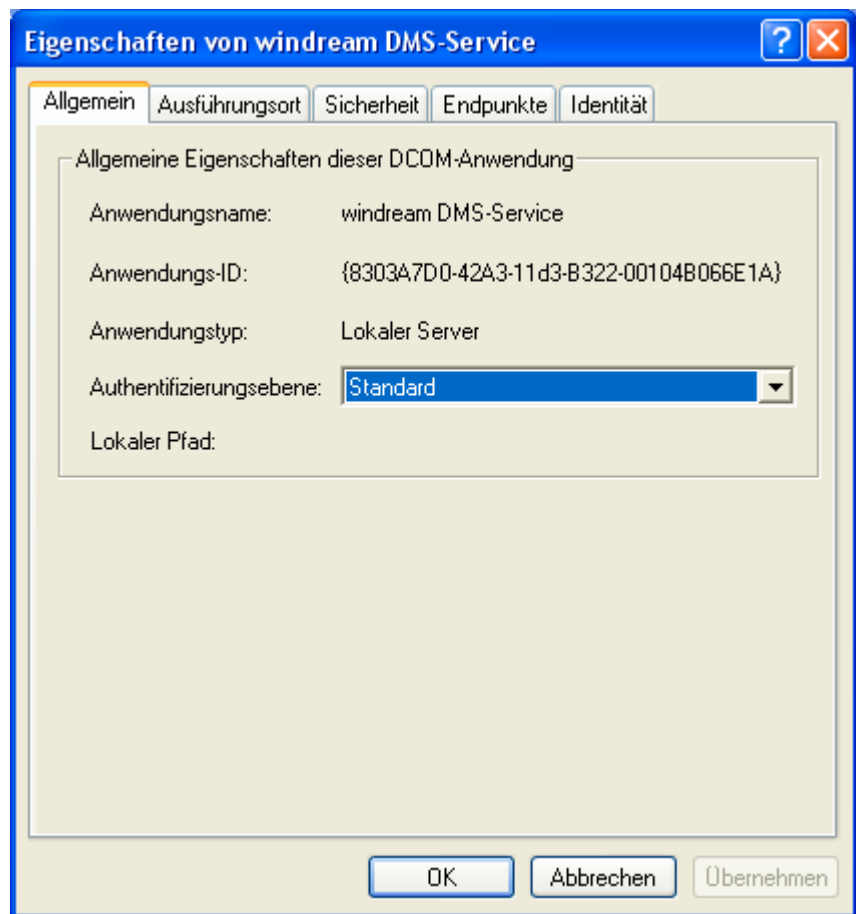 Eigenschaften von windream DMS-Service
Allgemein Ausführungsort Sicherheit Endpunkte Identität
Allgemeine Eigenschaften dieser DCOM-Anwendung
Anwendungsname: windream DMS-Service
Anwendungs-ID: {8303A7D0-42A3-11d3-B322-00104B066E1A}
Anwendungstyp: Lokaler Server
Authentifizierungsebene: Standard
Lokaler Pfad:
OK Abbrechen Übernehmen